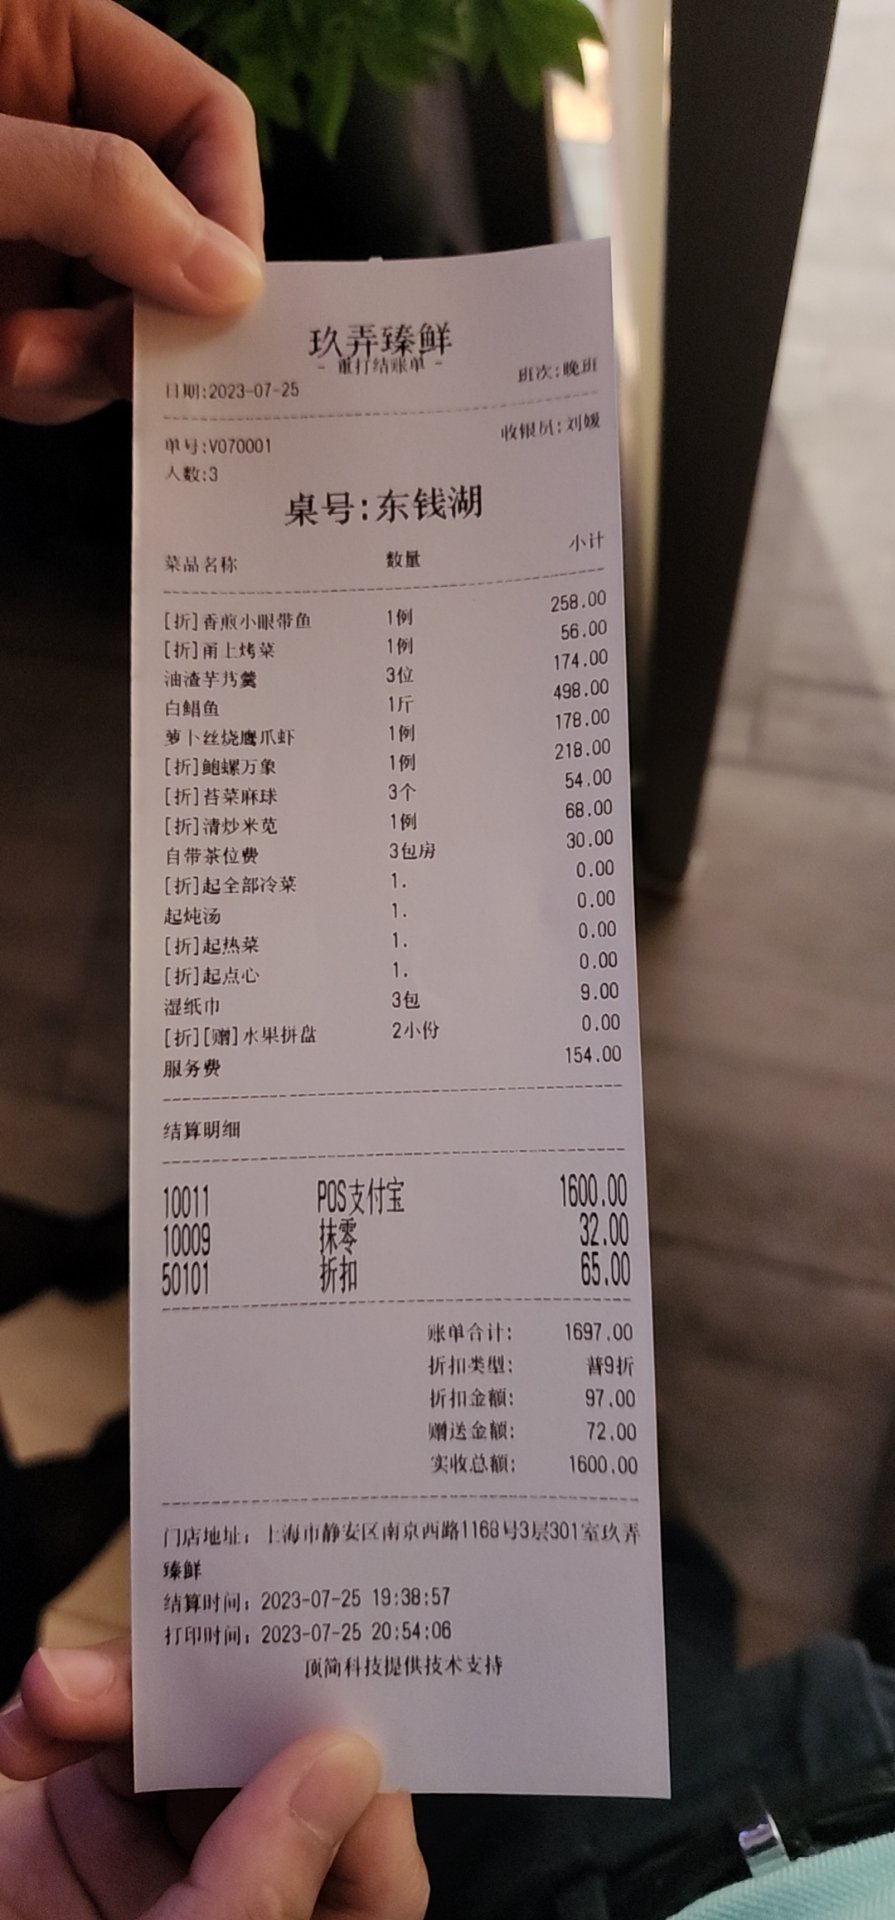 玖弄臻鲜
- 重打结账单 -
日期:2023-07-25 班次:晚班
单号:V070001 收银员:刘媛
人数:3
桌号:东钱湖
菜品名称 数量 小计
[折]香煎小眼带鱼 1例 258.00
[折]甬上烤菜 1例 56.00
油渣芋艿羹 3位 174.00
白鲳鱼 1斤 498.00
萝卜丝烧鹰爪虾 1例 178.00
[折]鲍螺万象 1例 218.00
[折]苔菜麻球 3个 54.00
[折]清炒米苋 1例 68.00
自带茶位费 3包房 30.00
[折]起全部冷菜 1. 0.00
起炖汤 1. 0.00
[折]起热菜 1. 0.00
[折]起点心 1. 0.00
湿纸巾 3包 9.00
[折][赠]水果拼盘 2小份 0.00
服务费 154.00
结算明细
10011 POS支付宝 1600.00
10009 抹零 32.00
50101 折扣 65.00
账单合计: 1697.00
折扣类型: 普9折
折扣金额: 97.00
赠送金额: 72.00
实收总额: 1600.00
门店地址: 上海市静安区南京西路1168号3层301室玖弄
臻鲜
结算时间: 2023-07-25 19:38:57
打印时间: 2023-07-25 20:54:06
顶简科技提供技术支持